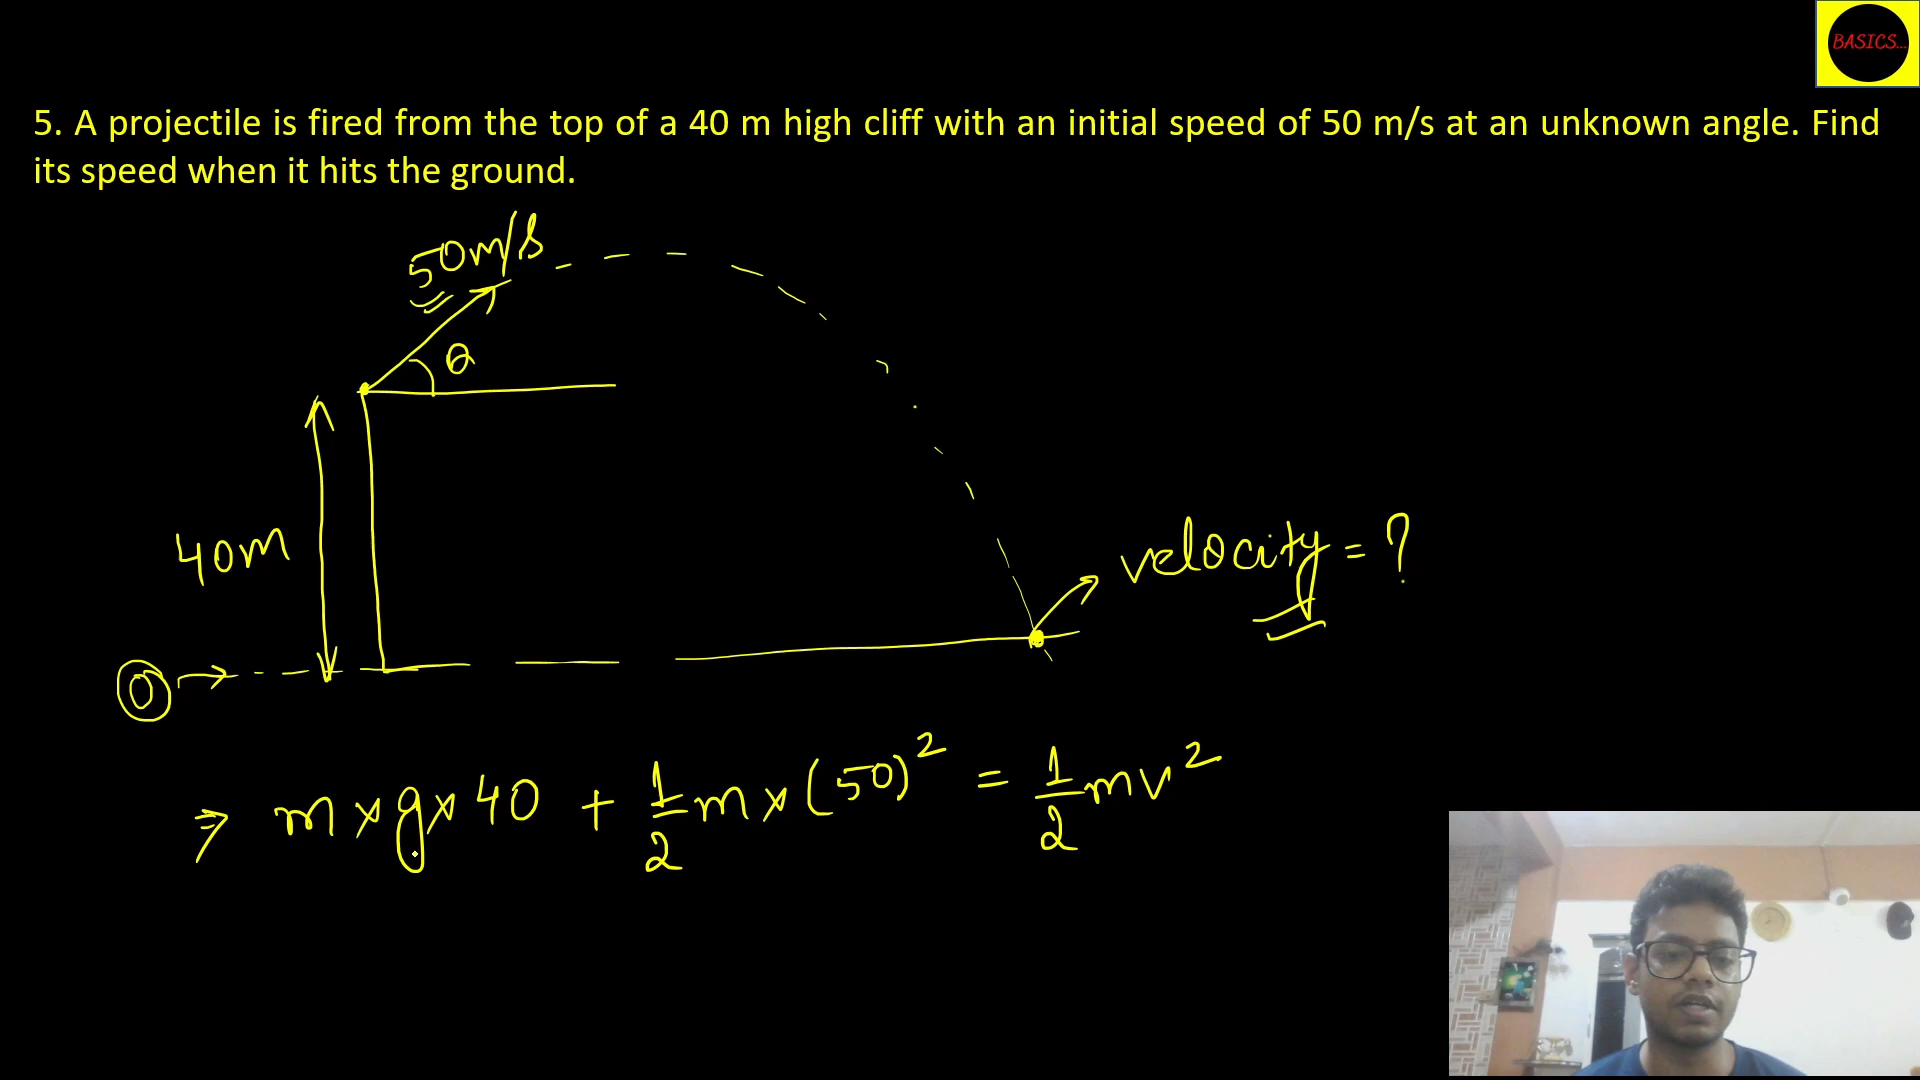 BASICS...
5. A projectile is fired from the top of a 40 m high cliff with an initial speed of 50 m/s at an unknown angle. Find
its speed when it hits the ground.
50m/s
θ
40m
velocity = ?
0 →
⇒ m×g×40 + 1/2 m×(50)² = 1/2 mv²